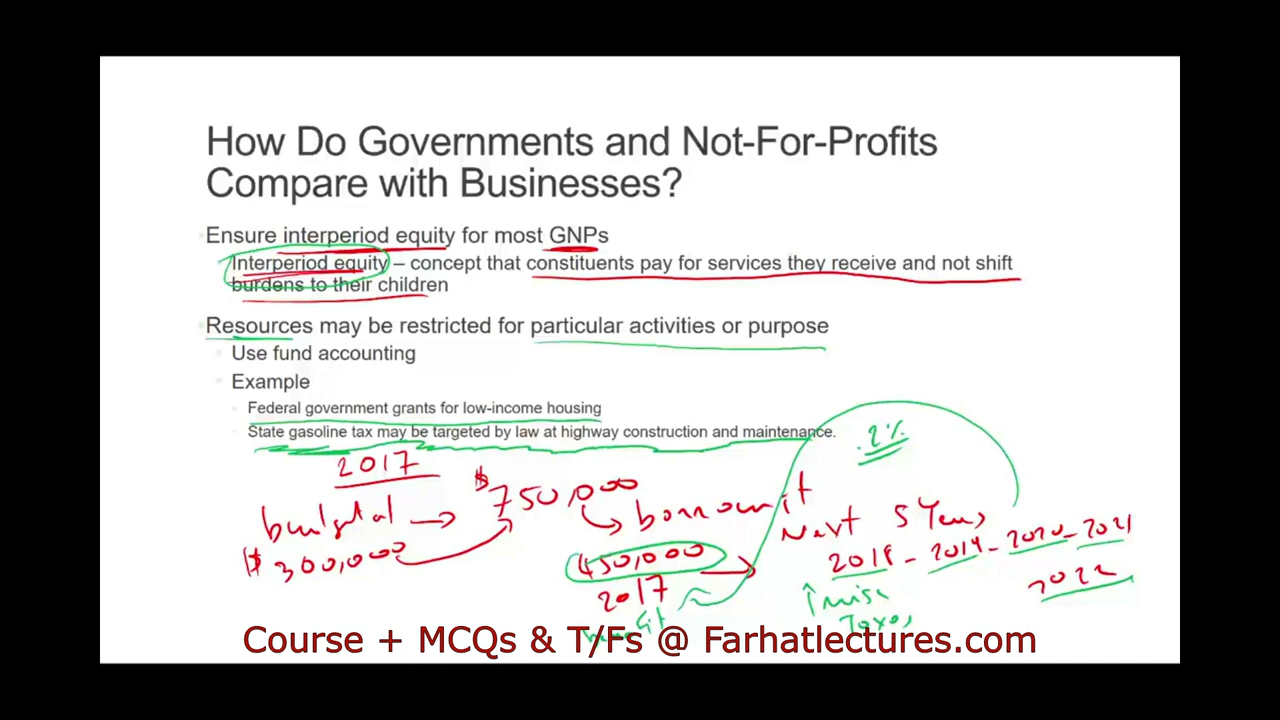 How Do Governments and Not-For-Profits
Compare with Businesses?
Ensure interperiod equity for most GNPs
Interperiod equity – concept that constituents pay for services they receive and not shift
burdens to their children
Resources may be restricted for particular activities or purpose
Use fund accounting
Example
Federal government grants for low-income housing
State gasoline tax may be targeted by law at highway construction and maintenance.
2%
2017
budgetal → $750,000
borrow it
Next 5 Years
$300,000
450,000
2018 - 2019 - 2020 - 2021
2017
2022
benefit
Taxes
Course + MCQs & T/Fs @ Farhatlectures.com